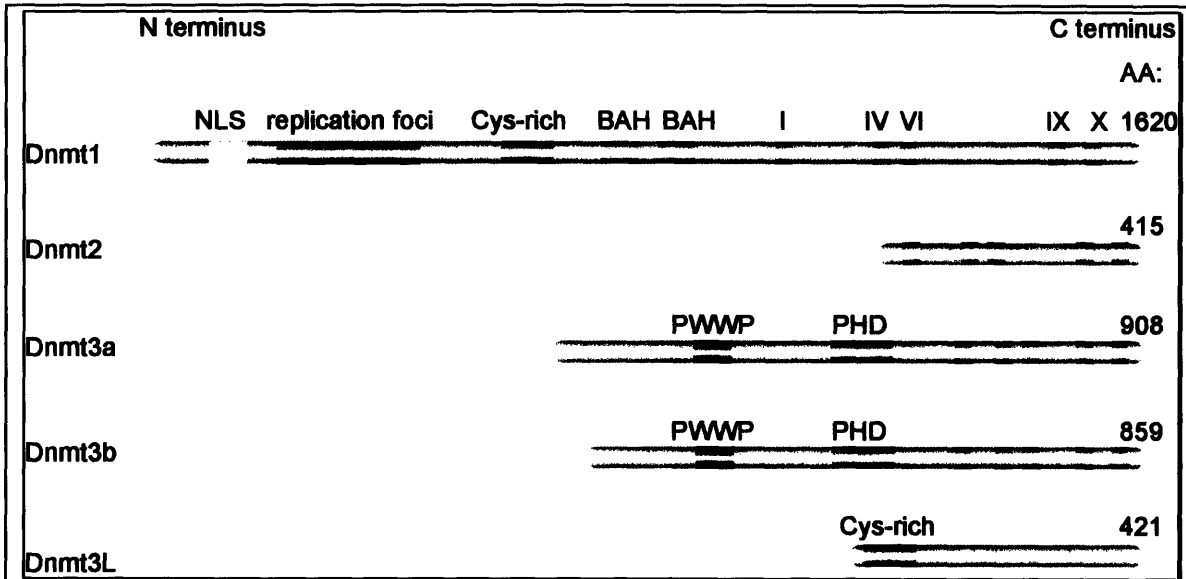 N terminus C terminus
AA:
NLS replication foci Cys-rich BAH BAH I IV VI IX X 1620
Dnmt1
415
Dnmt2
PWWP PHD 908
Dnmt3a
PWWP PHD 859
Dnmt3b
Cys-rich 421
Dnmt3L